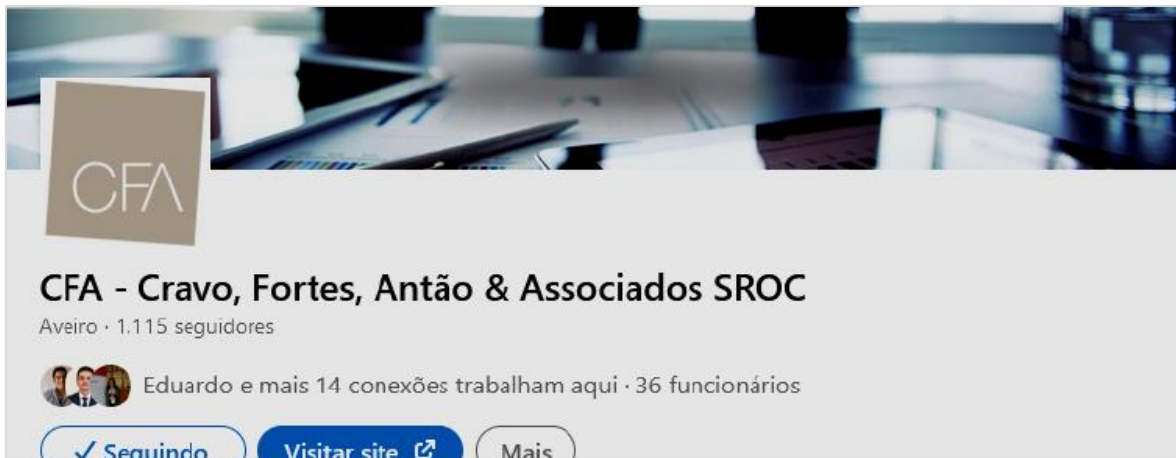 CFA
CFA - Cravo, Fortes, Antão & Associados SROC
Aveiro · 1.115 seguidores
Eduardo e mais 14 conexões trabalham aqui · 36 funcionários
✓ Seguindo Visitar site Mais